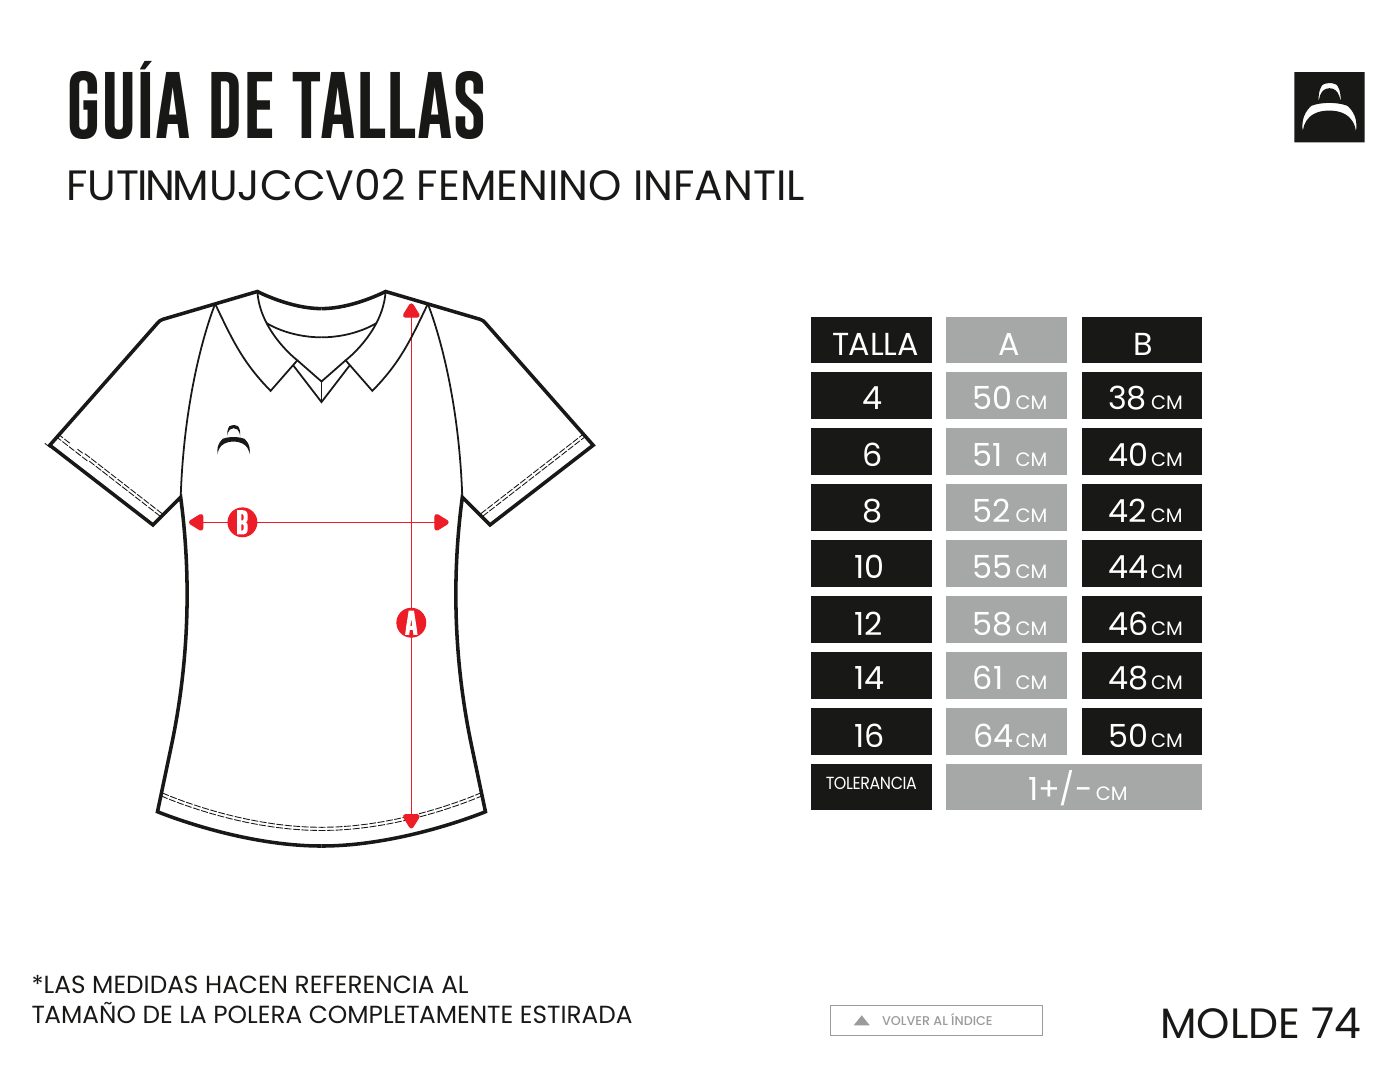 GUÍA DE TALLAS
FUTINMUJCCV02 FEMENINO INFANTIL
B
A
TALLA A B
4 50 CM 38 CM
6 51 CM 40 CM
8 52 CM 42 CM
10 55 CM 44 CM
12 58 CM 46 CM
14 61 CM 48 CM
16 64 CM 50 CM
TOLERANCIA 1+/- CM
*LAS MEDIDAS HACEN REFERENCIA AL
TAMAÑO DE LA POLERA COMPLETAMENTE ESTIRADA
VOLVER AL ÍNDICE
MOLDE 74